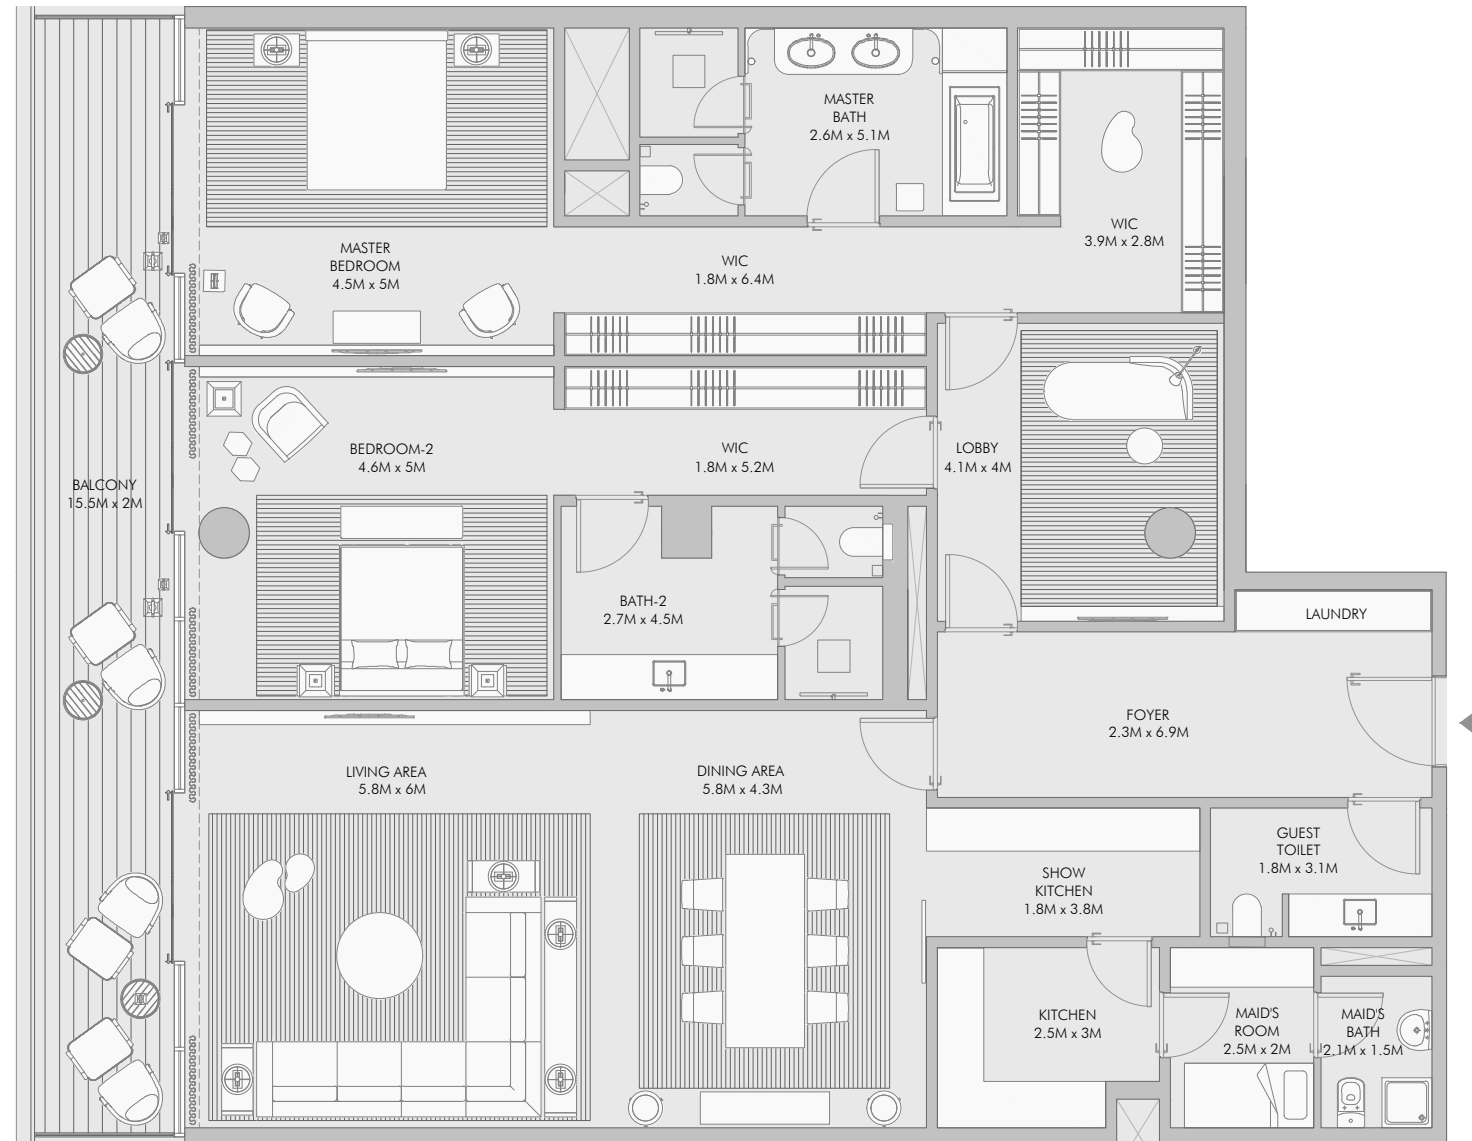 MASTER
BATH
2.6M x 5.1M
WIC
3.9M x 2.8M
MASTER
BEDROOM
4.5M x 5M
WIC
1.8M x 6.4M
BEDROOM-2
4.6M x 5M
WIC
1.8M x 5.2M
LOBBY
4.1M x 4M
BALCONY
15.5M x 2M
BATH-2
2.7M x 4.5M
LAUNDRY
FOYER
2.3M x 6.9M
LIVING AREA
5.8M x 6M
DINING AREA
5.8M x 4.3M
GUEST
TOILET
1.8M x 3.1M
SHOW
KITCHEN
1.8M x 3.8M
KITCHEN
2.5M x 3M
MAID'S
ROOM
2.5M x 2M
MAID'S
BATH
2.1M x 1.5M